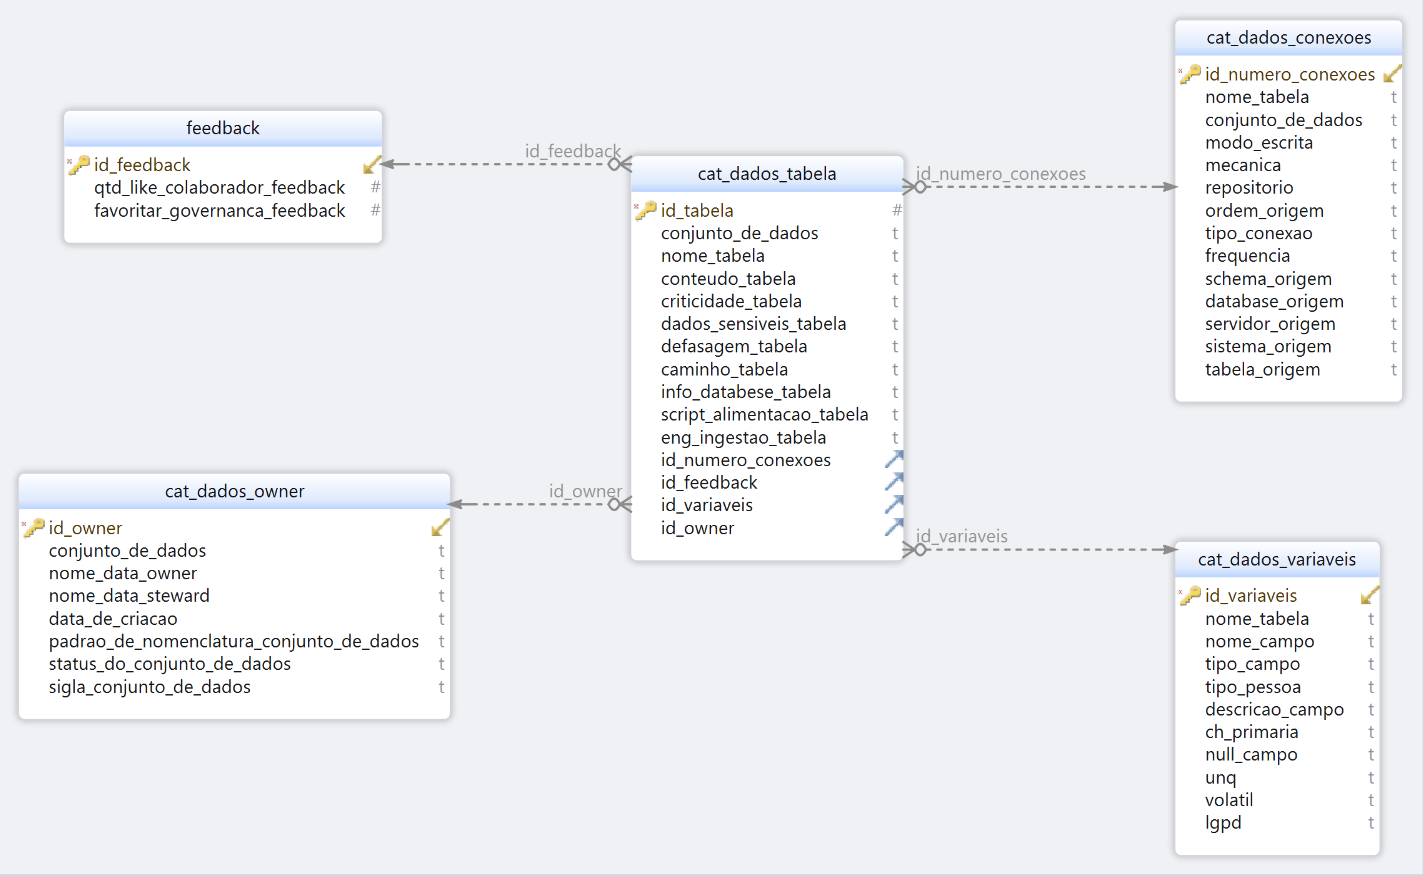 feedback
id_feedback
qtd_like_colaborador_feedback #
favoritar_governanca_feedback #
id_feedback
cat_dados_tabela
id_tabela #
conjunto_de_dados t
nome_tabela t
conteudo_tabela t
criticidade_tabela t
dados_sensiveis_tabela t
defasagem_tabela t
caminho_tabela t
info_databese_tabela t
script_alimentacao_tabela t
eng_ingestao_tabela t
id_numero_conexoes
id_feedback
id_variaveis
id_owner
id_numero_conexoes
cat_dados_conexoes
id_numero_conexoes
nome_tabela t
conjunto_de_dados t
modo_escrita t
mecanica t
repositorio t
ordem_origem t
tipo_conexao t
frequencia t
schema_origem t
database_origem t
servidor_origem t
sistema_origem t
tabela_origem t
cat_dados_owner
id_owner
conjunto_de_dados t
nome_data_owner t
nome_data_steward t
data_de_criacao t
padrao_de_nomenclatura_conjunto_de_dados t
status_do_conjunto_de_dados t
sigla_conjunto_de_dados t
id_owner
id_variaveis
cat_dados_variaveis
id_variaveis
nome_tabela t
nome_campo t
tipo_campo t
tipo_pessoa t
descricao_campo t
ch_primaria t
null_campo t
unq t
volatil t
lgpd t